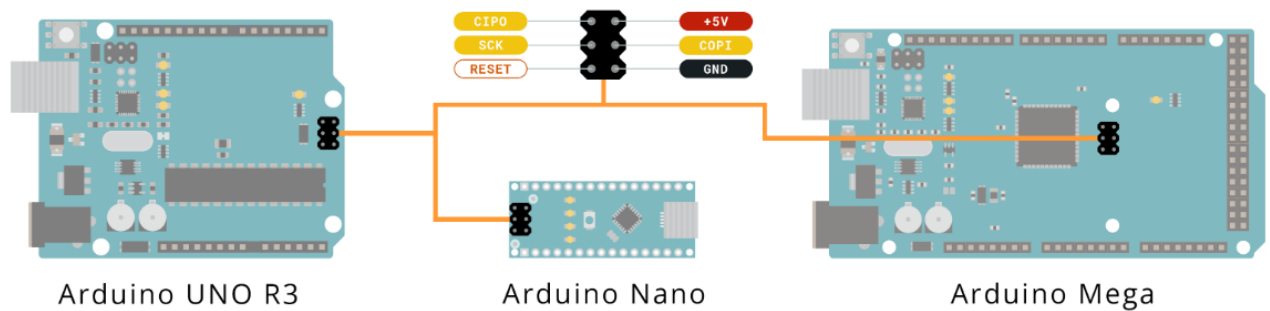 CIPO +5V
SCK COPI
RESET GND
Arduino UNO R3
Arduino Nano
Arduino Mega